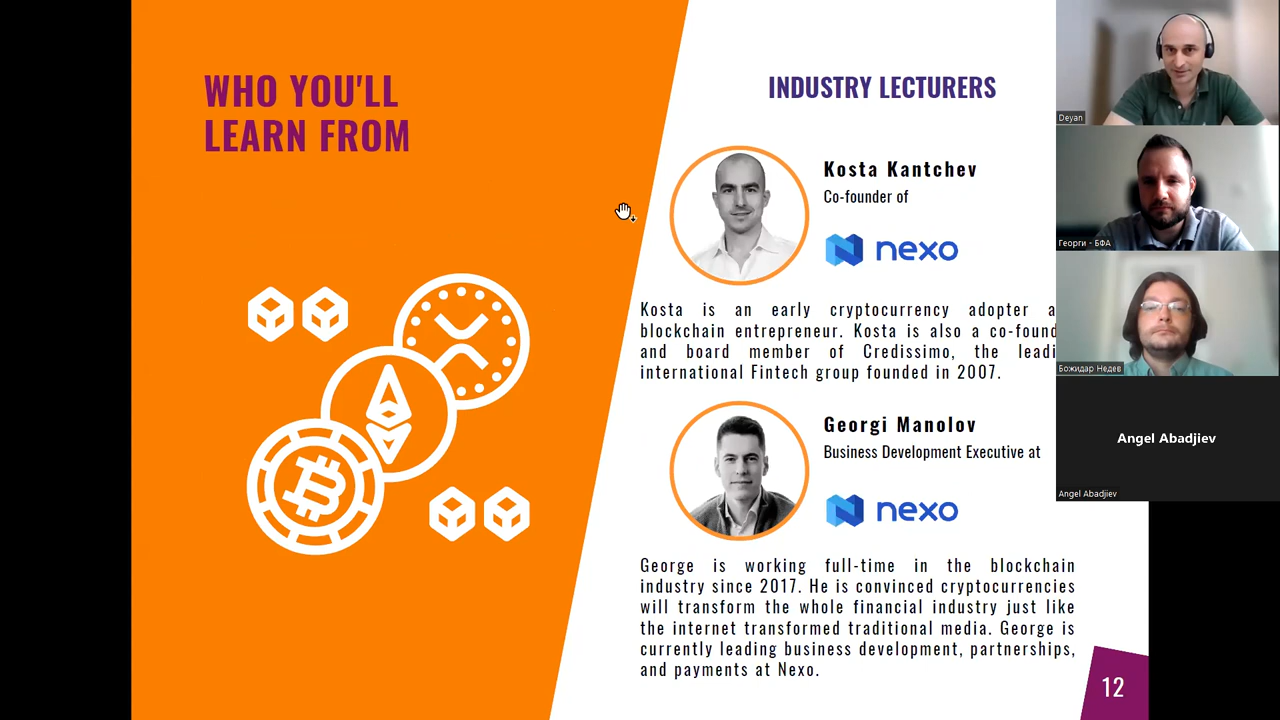 WHO YOU'LL
LEARN FROM
INDUSTRY LECTURERS
Kosta Kantchev
Co-founder of
nexo
Kosta is an early cryptocurrency adopter a
blockchain entrepreneur. Kosta is also a co-found
and board member of Credissimo, the leadi
international Fintech group founded in 2007.
Georgi Manolov
Business Development Executive at
nexo
George is working full-time in the blockchain
industry since 2017. He is convinced cryptocurrencies
will transform the whole financial industry just like
the internet transformed traditional media. George is
currently leading business development, partnerships,
and payments at Nexo.
12
Deyan
Георги - БФА
Божидар Недев
Angel Abadjiev
Angel Abadjiev